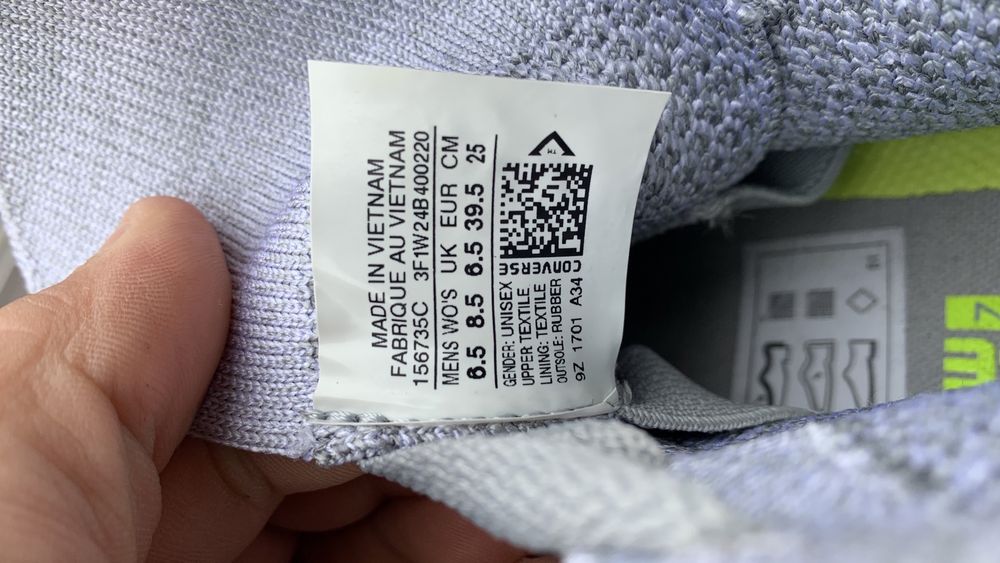 MADE IN VIETNAM
FABRIQUE AU VIETNAM
156735C 3F1W24B400220
MENS WO'S UK EUR CM
6.5 8.5 6.5 39.5 25
GENDER: UNISEX
UPPER TEXTILE
LINING: TEXTILE
OUTSOLE: RUBBER
9Z 1701 A34
CONVERSE